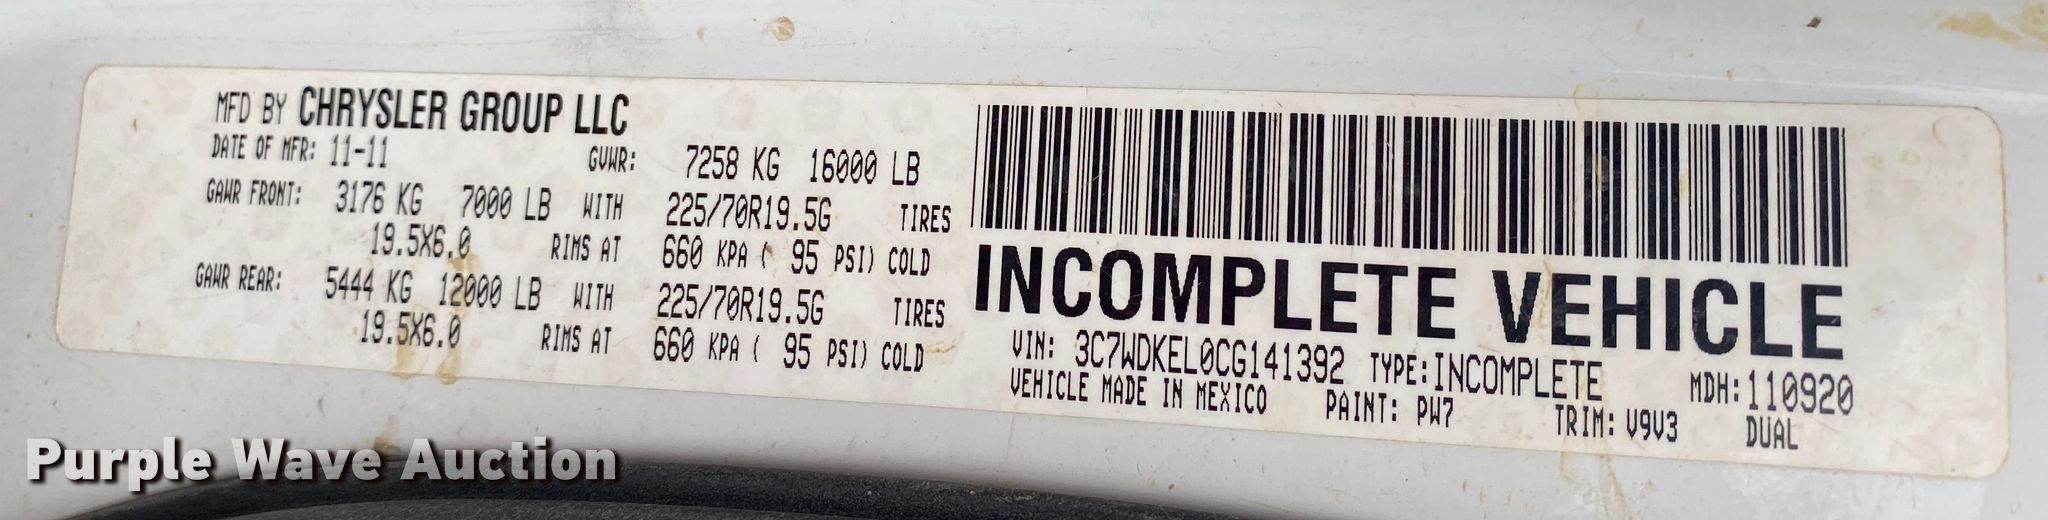 MFD BY CHRYSLER GROUP LLC
DATE OF MFR: 11-11 GVWR: 7258 KG 16000 LB
GAWR FRONT: 3176 KG 7000 LB WITH 225/70R19.5G TIRES
19.5X6.0 RIMS AT 660 KPA ( 95 PSI) COLD
GAWR REAR: 5444 KG 12000 LB WITH 225/70R19.5G TIRES
19.5X6.0 RIMS AT 660 KPA ( 95 PSI) COLD
INCOMPLETE VEHICLE
VIN: 3C7WDKEL0CG141392 TYPE: INCOMPLETE MDH: 110920
VEHICLE MADE IN MEXICO PAINT: PW7 TRIM: V9V3 DUAL
Purple Wave Auction